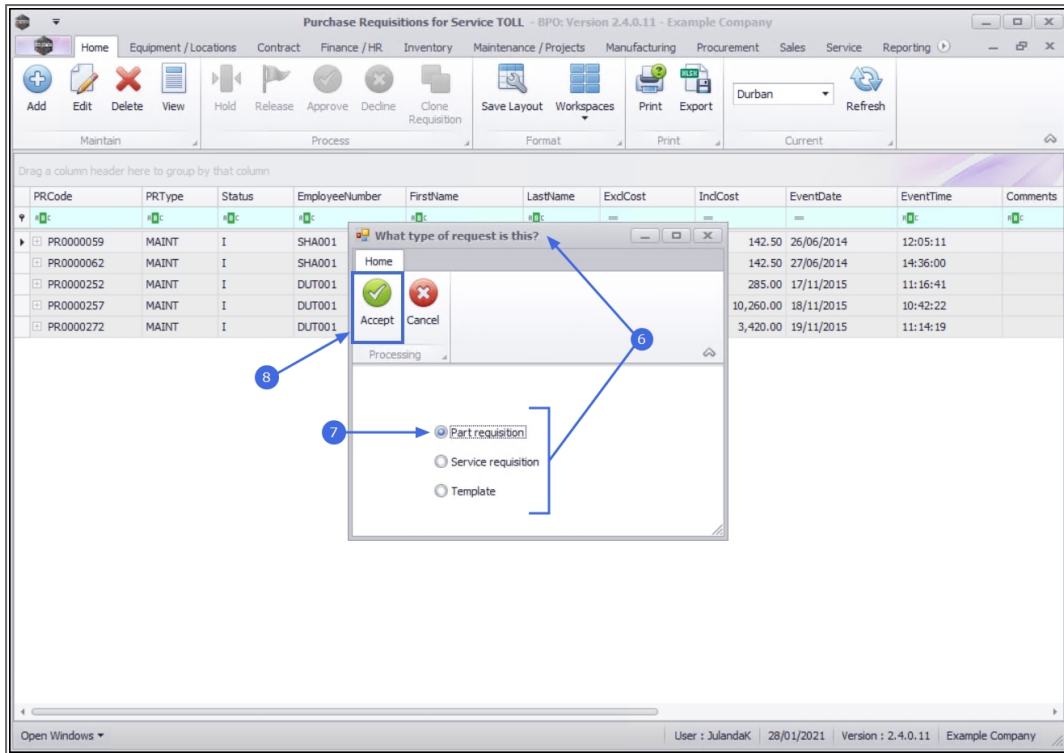 Purchase Requisitions for Service TOLL - BPO: Version 2.4.0.11 - Example Company
Home Equipment / Locations Contract Finance / HR Inventory Maintenance / Projects Manufacturing Procurement Sales Service Reporting
Add Edit Delete View Hold Release Approve Decline Clone Requisition Save Layout Workspaces Print Export Durban Refresh
Maintain Process Format Print Current
Drag a column header here to group by that column
PRCode PRType Status EmployeeNumber FirstName LastName ExclCost InclCost EventDate EventTime Comments
PR0000059 MAINT I SHA001 142.50 26/06/2014 12:05:11
PR0000062 MAINT I SHA001 142.50 27/06/2014 14:36:00
PR0000252 MAINT I DUT001 285.00 17/11/2015 11:16:41
PR0000257 MAINT I DUT001 10,260.00 18/11/2015 10:42:22
PR0000272 MAINT I DUT001 3,420.00 19/11/2015 11:14:19
What type of request is this?
Home
Accept Cancel
Processing
6
8
7
Part requisition
Service requisition
Template
Open Windows User : JulandaK 28/01/2021 Version : 2.4.0.11 Example Company